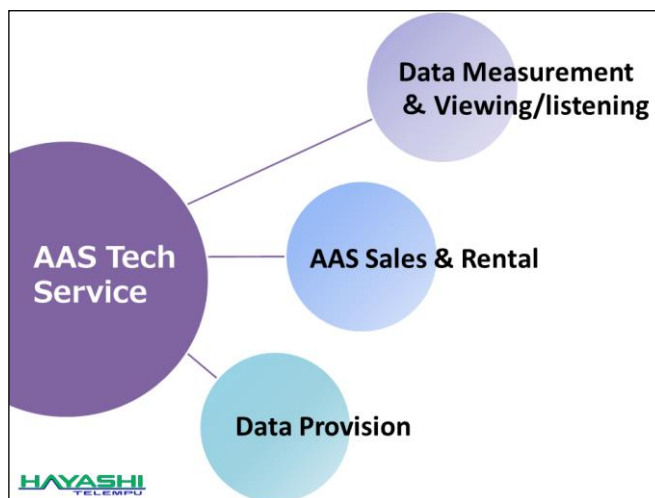 Data Measurement
& Viewing/listening
AAS Tech
Service
AAS Sales & Rental
Data Provision
HAYASHI
TELEMPU